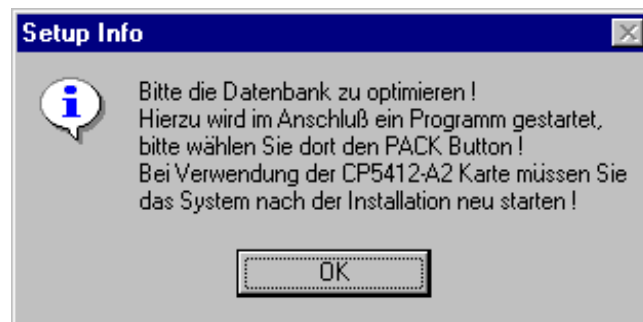 Setup Info
Bitte die Datenbank zu optimieren !
Hierzu wird im Anschluß ein Programm gestartet,
bitte wählen Sie dort den PACK Button !
Bei Verwendung der CP5412-A2 Karte müssen Sie
das System nach der Installation neu starten !
OK